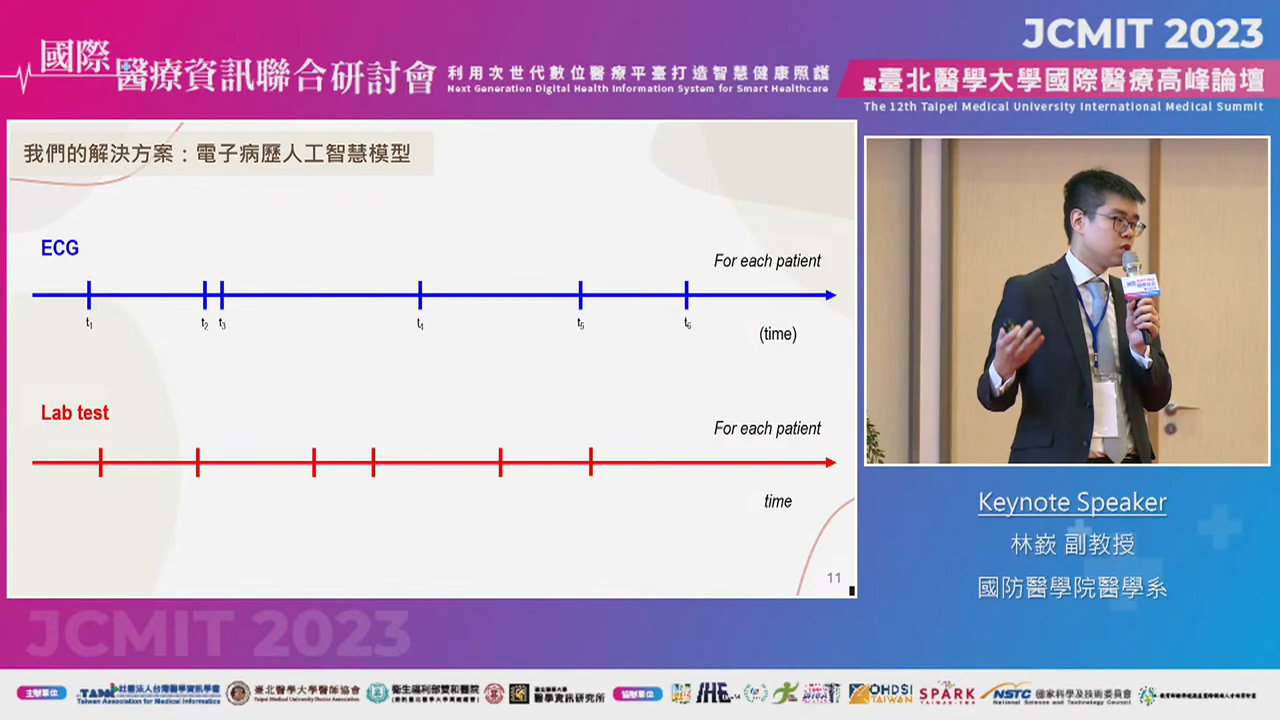 國際
醫療資訊聯合研討會
利用次世代數位醫療平臺打造智慧健康照護
Next Generation Digital Health Information System for Smart Healthcare
JCMIT 2023
暨臺北醫學大學國際醫療高峰論壇
The 12th Taipei Medical University International Medical Summit
我們的解決方案：電子病歷人工智慧模型
ECG
For each patient
t1 t2 t3 t4 t5 t6
(time)
Lab test
For each patient
time
11
Keynote Speaker
林嶔 副教授
國防醫學院醫學系
JCMIT 2023
主辦單位
社團法人台灣醫學資訊學會
Taiwan Association for Medical Informatics
臺北醫學大學醫師協會
Taipei Medical University Doctor Association
衛生福利部雙和醫院
醫學資訊研究所
協辦單位
IHE
OHDSI
TAIWAN
SPARK
NSTC 國家科學及技術委員會
National Science and Technology Council